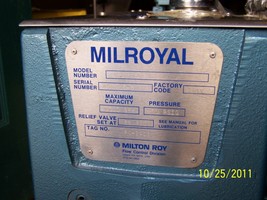 MILROYAL
MODEL NUMBER
SERIAL NUMBER
FACTORY CODE
MAXIMUM CAPACITY
PRESSURE
RELIEF VALVE SET AT
SEE MANUAL FOR LUBRICATION
TAG NO.
MILTON ROY
Flow Control Division
10/25/2011